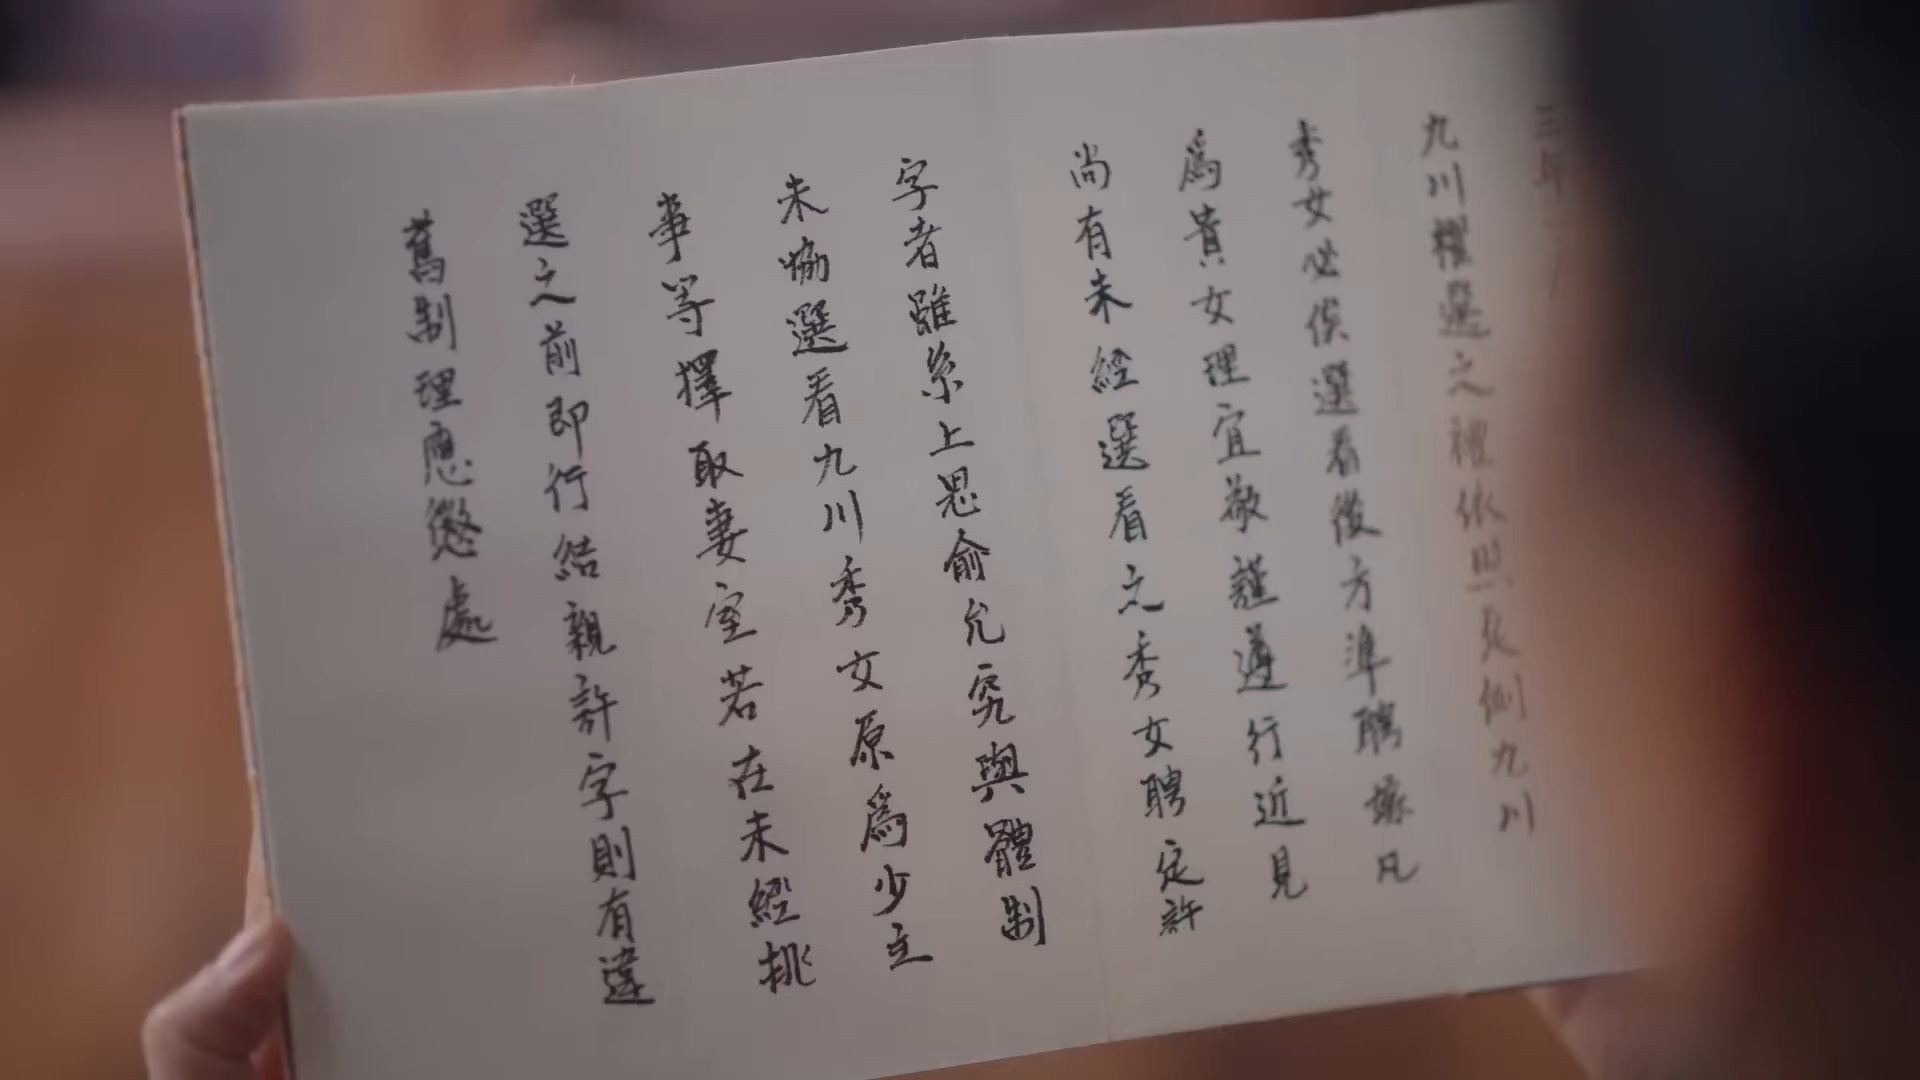 九川擢選之禮依照定例九川
秀女必俟選看後方準聘嫁凡
為貴女理宜敬謹遵行近見
尚有未經選看之秀女聘定許
字者雖系上恩俞允究與體制
未協選看九川秀女原為少主
事等擇取妻室若在未經挑
選之前即行結親許字則有違
舊制理應懲處